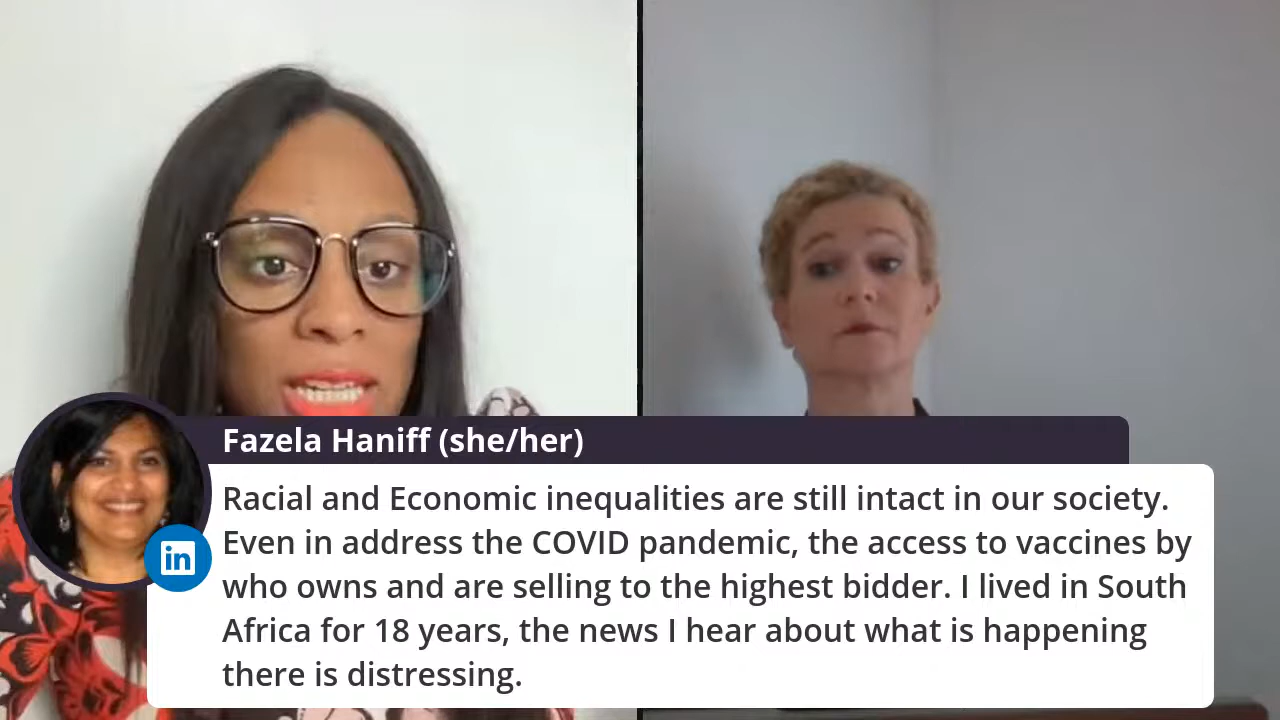 Fazela Haniff (she/her)
Racial and Economic inequalities are still intact in our society.
Even in address the COVID pandemic, the access to vaccines by
who owns and are selling to the highest bidder. I lived in South
Africa for 18 years, the news I hear about what is happening
there is distressing.
in